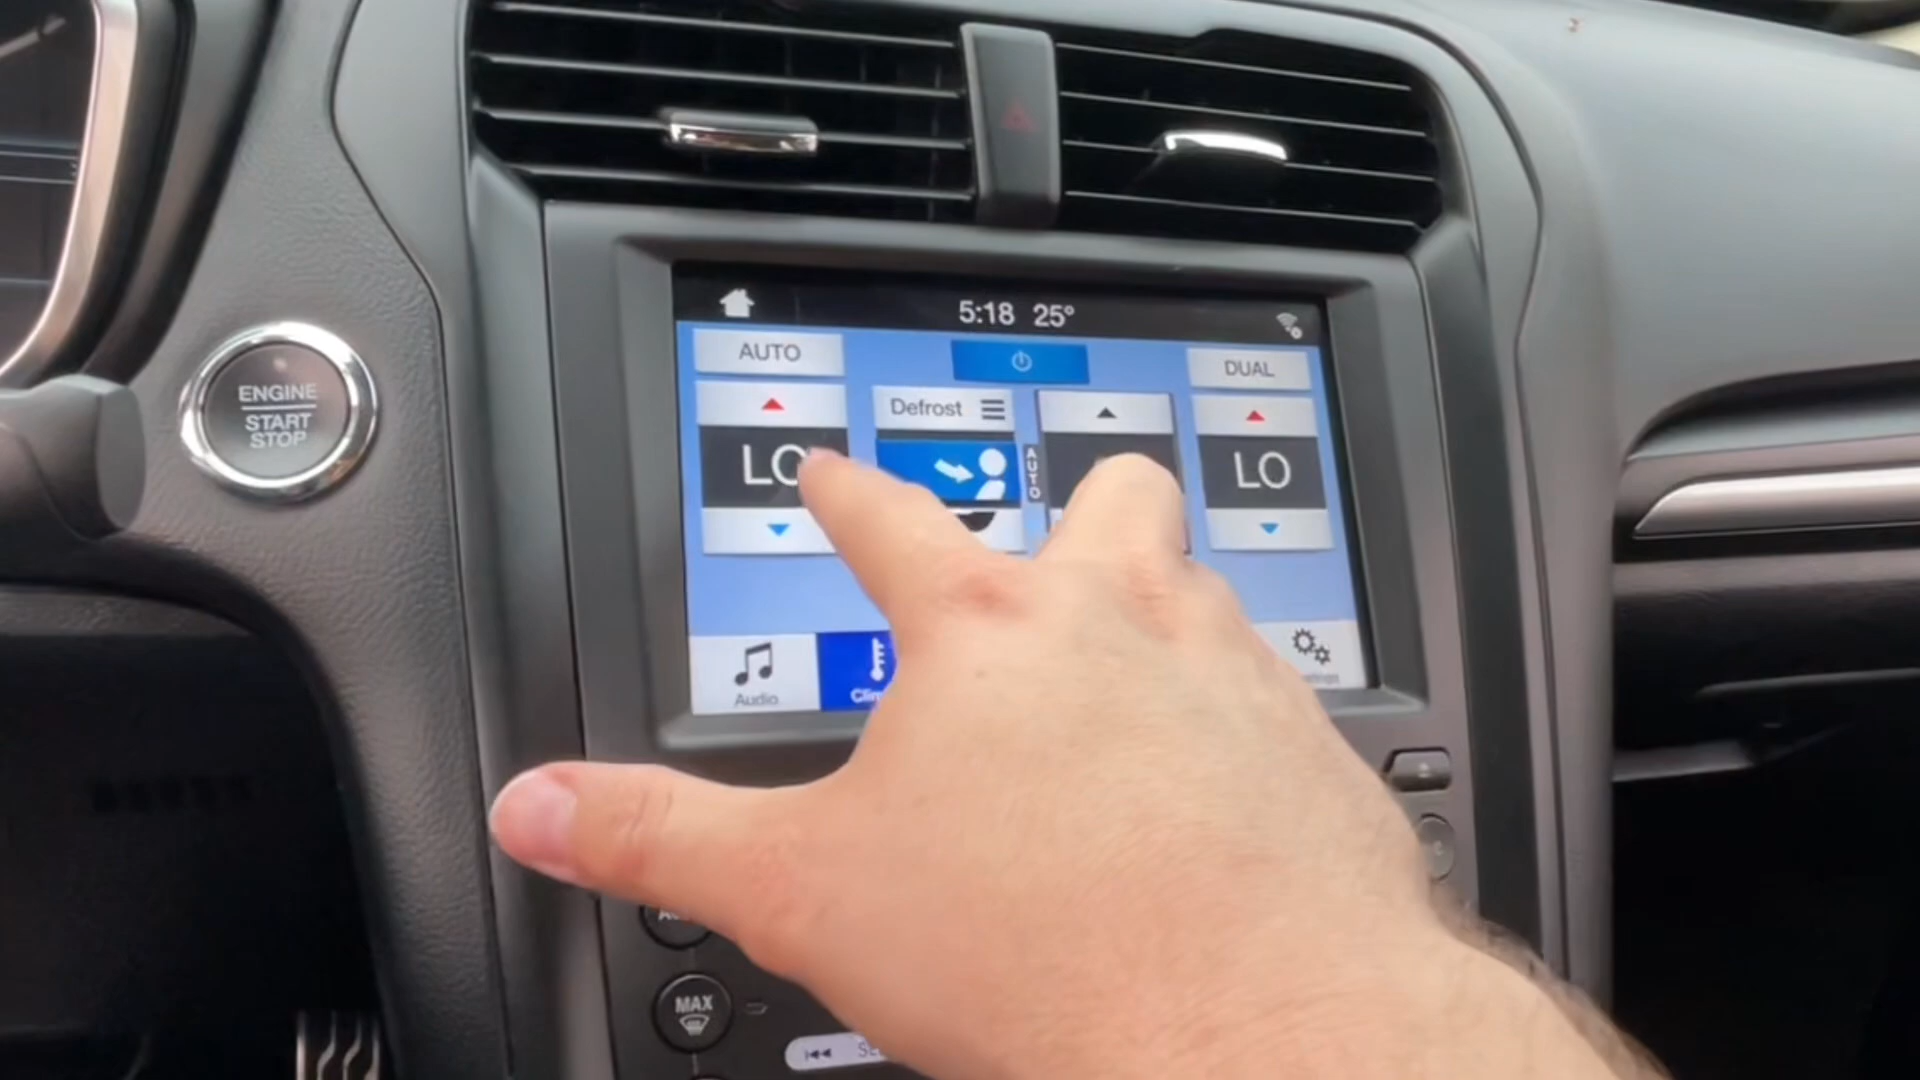 5:18 25°
AUTO
DUAL
ENGINE
START
STOP
Defrost
LO
AUTO
LO
Audio
MAX